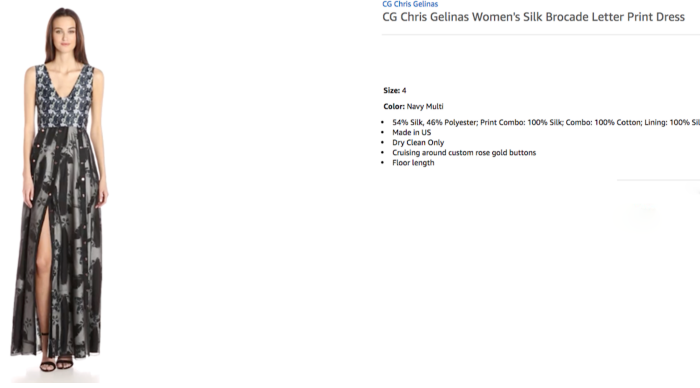 CG Chris Gelinas
CG Chris Gelinas Women's Silk Brocade Letter Print Dress
Size: 4
Color: Navy Multi
• 54% Silk, 46% Polyester; Print Combo: 100% Silk; Combo: 100% Cotton; Lining: 100% Sil
• Made in US
• Dry Clean Only
• Cruising around custom rose gold buttons
• Floor length